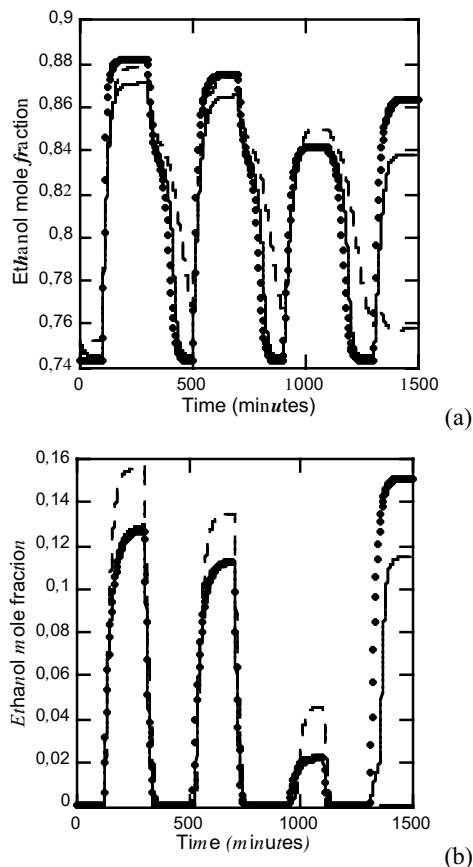 0,9
0,88
0,86
0,84
0,82
0,8
0,78
0,76
0,74
Ethanol mole fraction
0 500 1000 1500
Time (minutes)
(a)
0,16
0,14
0,12
0,1
0,08
0,06
0,04
0,02
0
Ethanol mole fraction
0 500 1000 1500
Time (minutes)
(b)